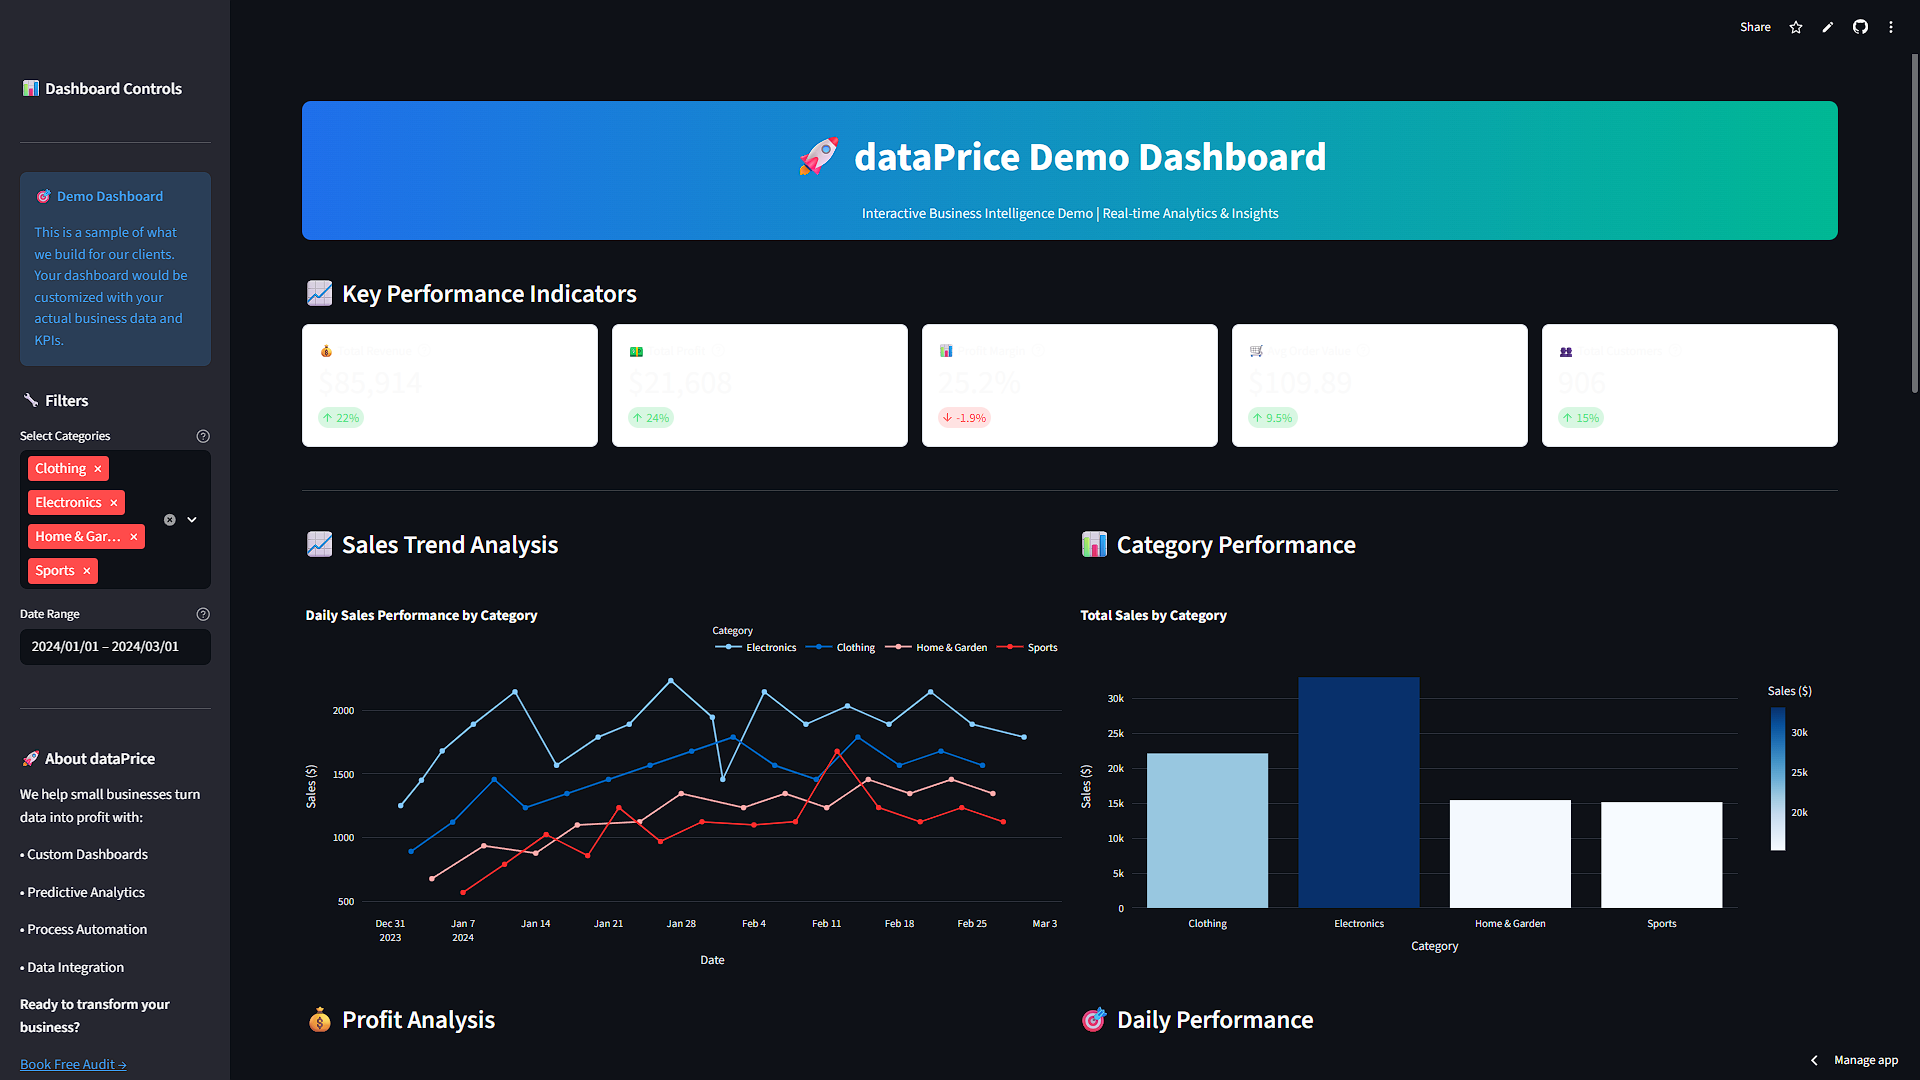 Share
Dashboard Controls
Demo Dashboard
This is a sample of what
we build for our clients.
Your dashboard would be
customized with your
actual business data and
KPIs.
Filters
Select Categories
Clothing ×
Electronics ×
Home & Gar... ×
Sports ×
Date Range
2024/01/01 – 2024/03/01
About dataPrice
We help small businesses turn
data into profit with:
• Custom Dashboards
• Predictive Analytics
• Process Automation
• Data Integration
Ready to transform your
business?
Book Free Audit →
dataPrice Demo Dashboard
Interactive Business Intelligence Demo | Real-time Analytics & Insights
Key Performance Indicators
$85,914
↑ 22%
$21,608
↑ 24%
25.2%
↓ -1.9%
$109.89
↑ 9.5%
906
↑ 15%
Sales Trend Analysis
Daily Sales Performance by Category
Category
Electronics Clothing Home & Garden Sports
Sales ($)
2000
1500
1000
500
Dec 31 Jan 7 Jan 14 Jan 21 Jan 28 Feb 4 Feb 11 Feb 18 Feb 25 Mar 3
2023 2024
Date
Category Performance
Total Sales by Category
Sales ($)
30k
25k
20k
15k
10k
5k
0
Clothing Electronics Home & Garden Sports
Category
Sales ($)
30k
25k
20k
Profit Analysis
Daily Performance
Manage app